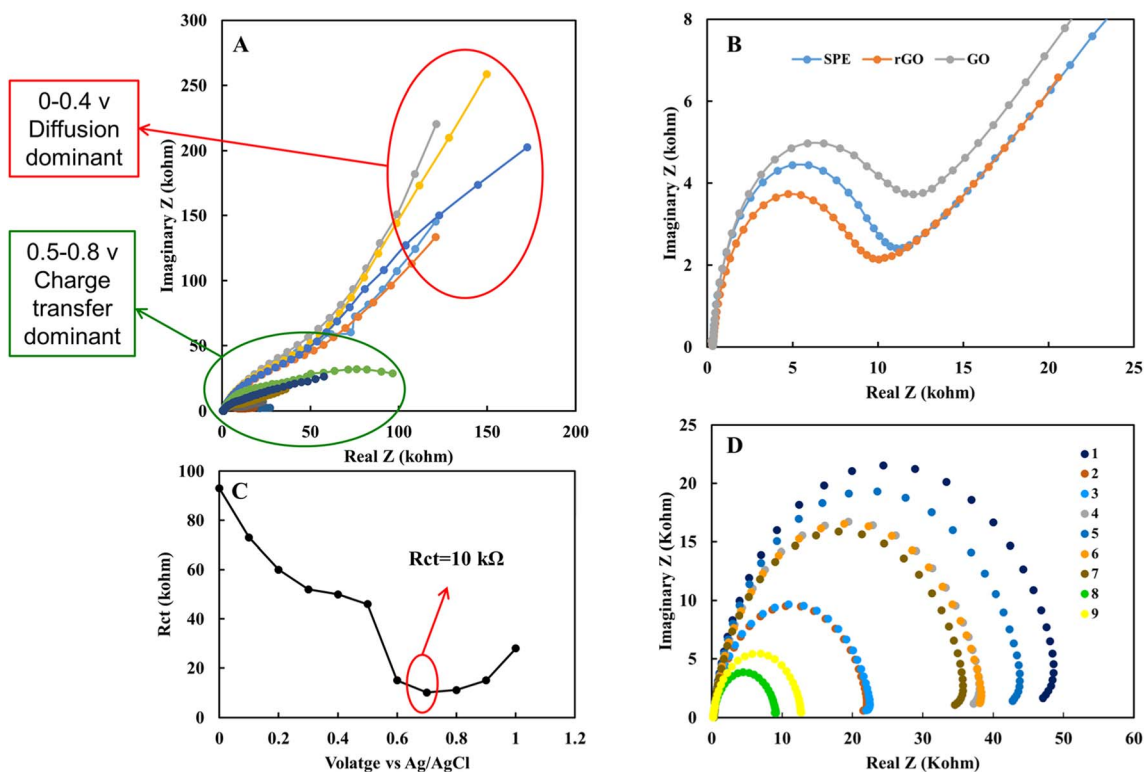 0-0.4 v
Diffusion
dominant
0.5-0.8 v
Charge
transfer
dominant
A
Imaginary Z (kohm)
300
250
200
150
100
50
0
0 50 100 150 200
Real Z (kohm)
B
SPE rGO GO
Imaginary Z (kohm)
8
6
4
2
0
0 5 10 15 20 25
Real Z (kohm)
C
Rct=10 kΩ
Rct (kohm)
100
80
60
40
20
0
0 0.2 0.4 0.6 0.8 1 1.2
Volatge vs Ag/AgCl
D
1
2
3
4
5
6
7
8
9
Imaginary Z (Kohm)
25
20
15
10
5
0
0 10 20 30 40 50 60
Real Z (Kohm)